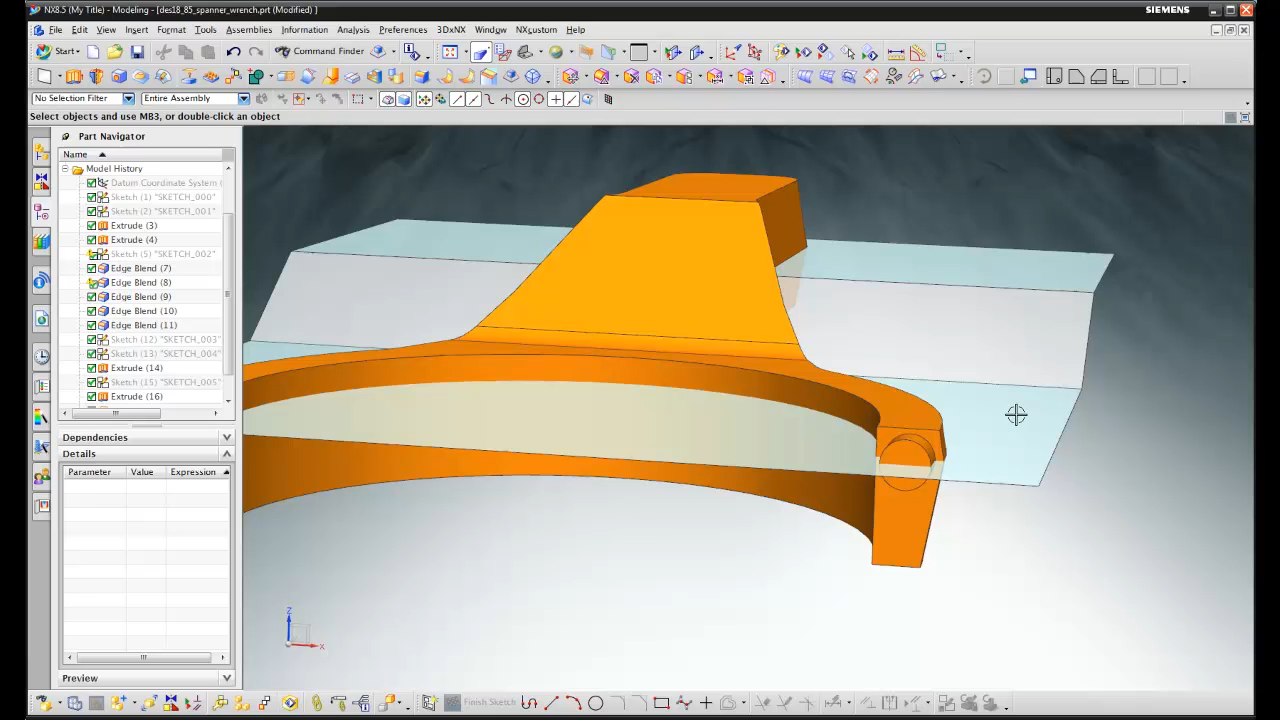 NX8.5 (My Title) - Modeling - [des18_85_spanner_wrench.prt (Modified) ]
SIEMENS
File Edit View Insert Format Tools Assemblies Information Analysis Preferences 3DxNX Window NXcustom Help
Start Command Finder
No Selection Filter Entire Assembly
Select objects and use MB3, or double-click an object
Part Navigator
Name
Model History
Datum Coordinate System (
Sketch (1) "SKETCH_000"
Sketch (2) "SKETCH_001"
Extrude (3)
Extrude (4)
Sketch (5) "SKETCH_002"
Edge Blend (7)
Edge Blend (8)
Edge Blend (9)
Edge Blend (10)
Edge Blend (11)
Sketch (12) "SKETCH_003"
Sketch (13) "SKETCH_004"
Extrude (14)
Sketch (15) "SKETCH_005"
Extrude (16)
Dependencies
Details
Parameter Value Expression
Preview
Z
X
Finish Sketch